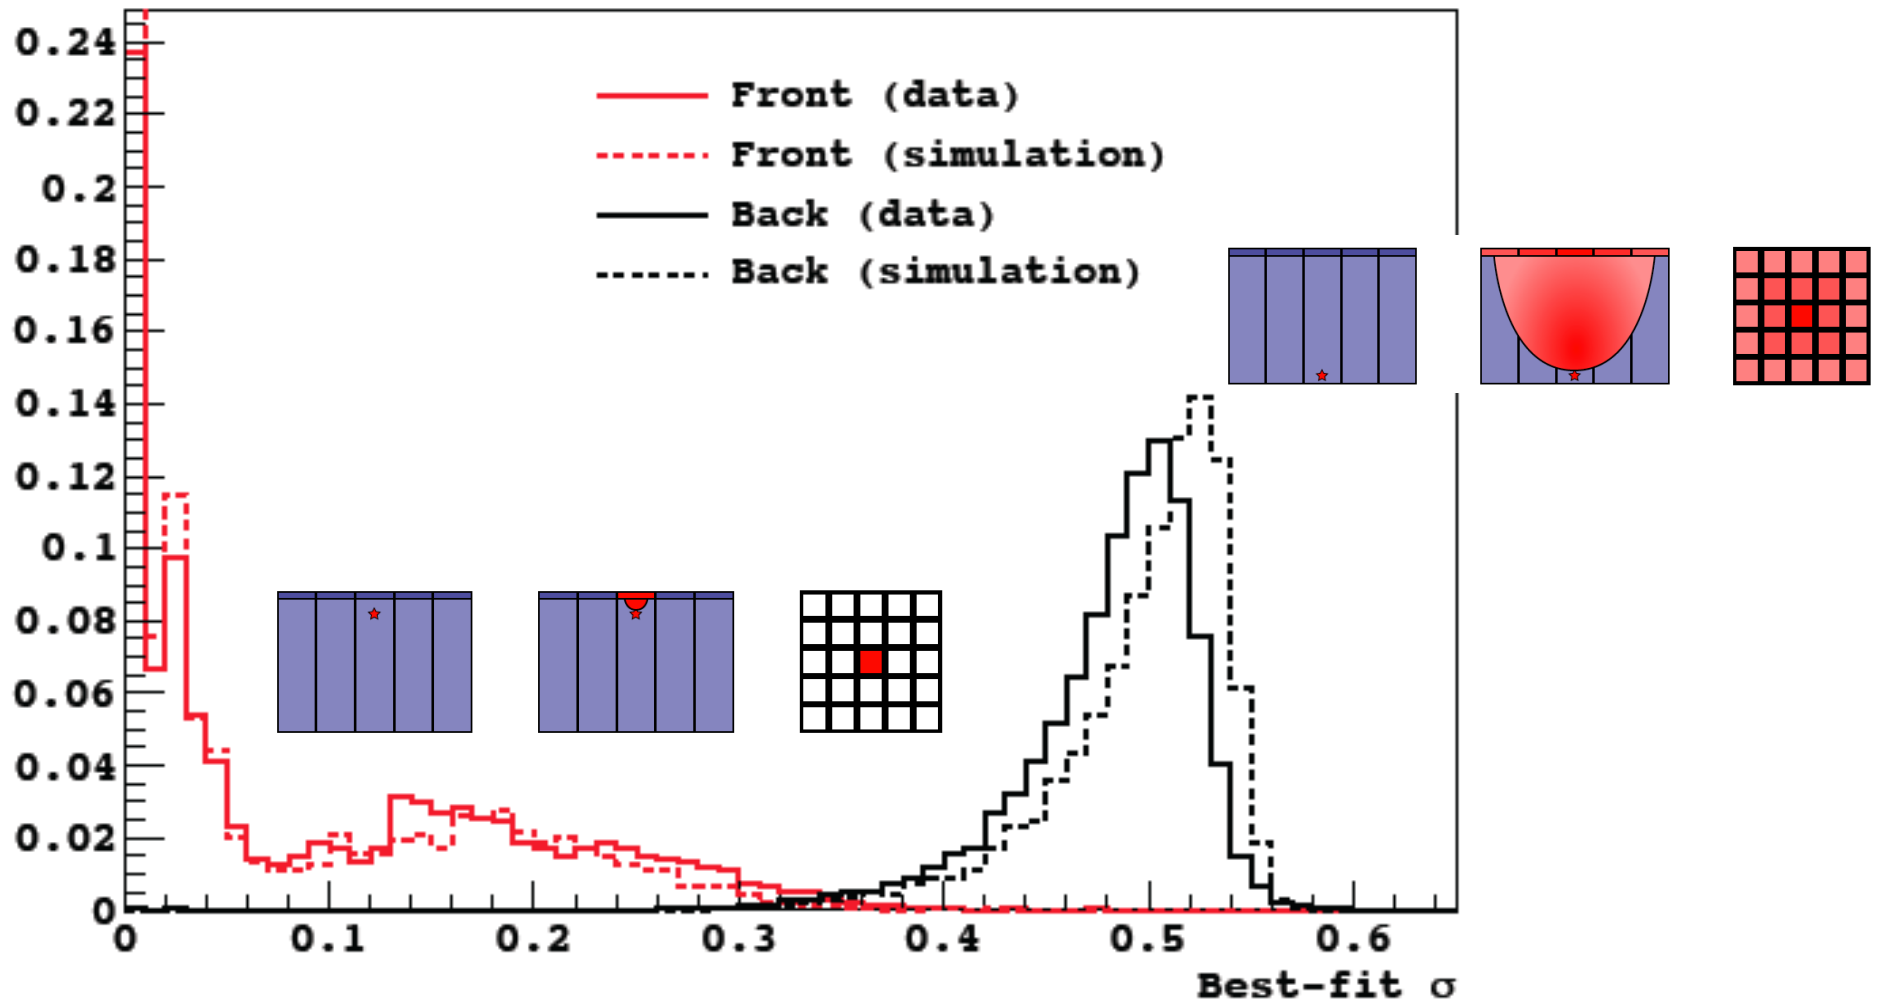 0.24
0.22
0.2
0.18
0.16
0.14
0.12
0.1
0.08
0.06
0.04
0.02
0
Front (data)
Front (simulation)
Back (data)
Back (simulation)
0 0.1 0.2 0.3 0.4 0.5 0.6
Best-fit σ